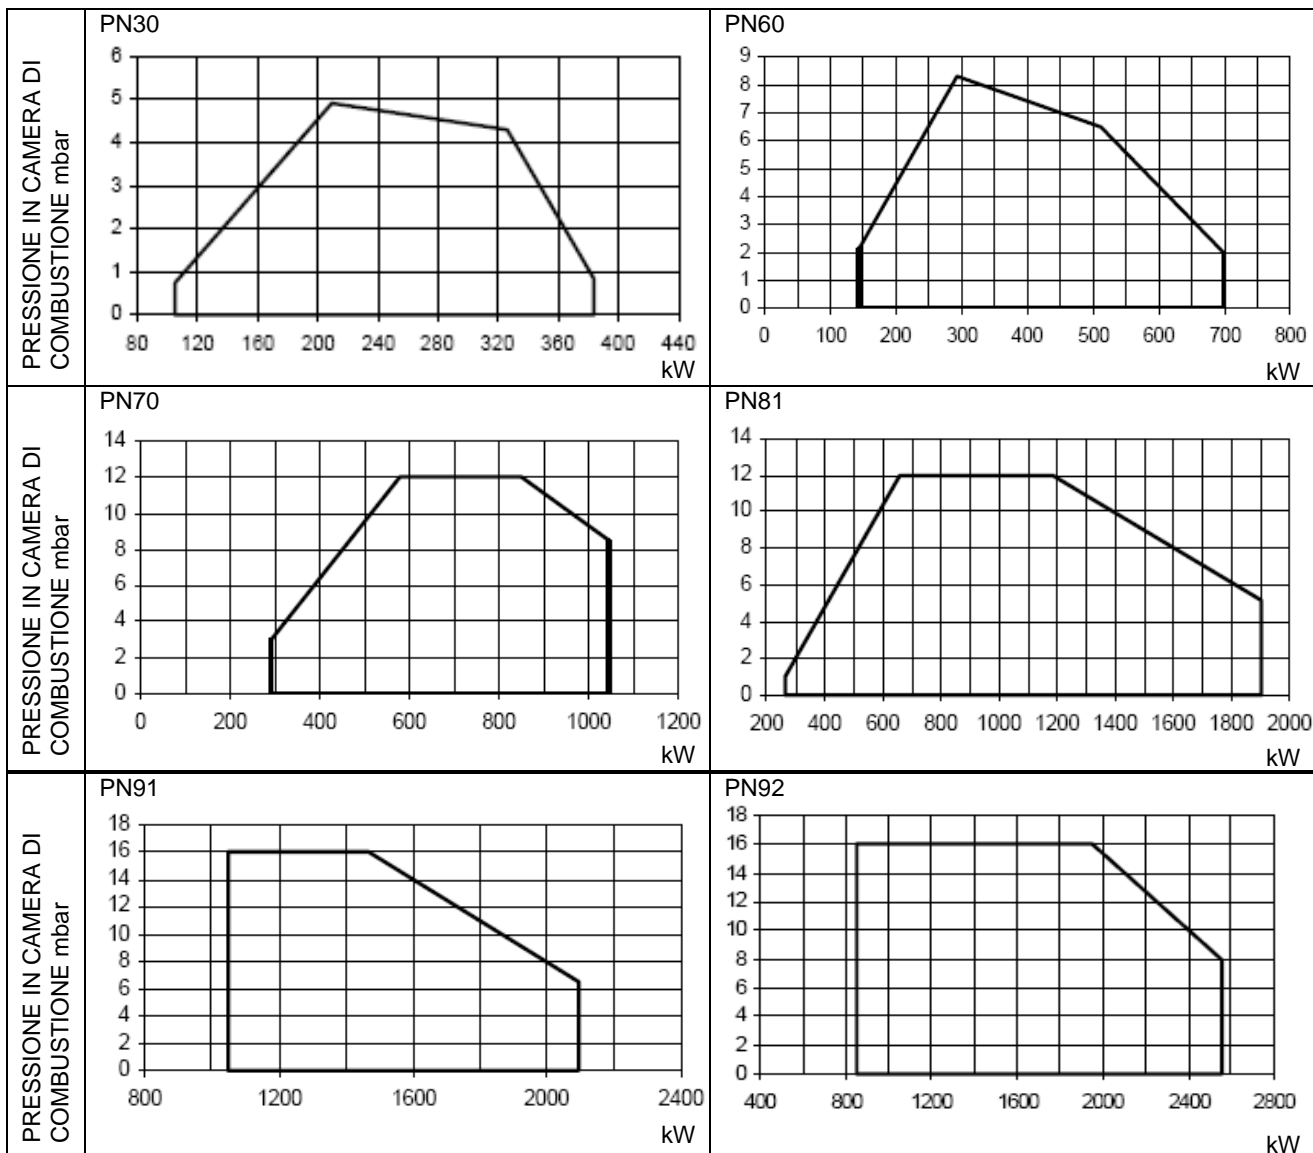 PRESSIONE IN CAMERA DI
COMBUSTIONE mbar
PN30
6
5
4
3
2
1
0
80 120 160 200 240 280 320 360 400 440
kW
PN60
9
8
7
6
5
4
3
2
1
0
0 100 200 300 400 500 600 700 800
kW
PRESSIONE IN CAMERA DI
COMBUSTIONE mbar
PN70
14
12
10
8
6
4
2
0
0 200 400 600 800 1000 1200
kW
PN81
14
12
10
8
6
4
2
0
200 400 600 800 1000 1200 1400 1600 1800 2000
kW
PRESSIONE IN CAMERA DI
COMBUSTIONE mbar
PN91
18
16
14
12
10
8
6
4
2
0
800 1200 1600 2000 2400
kW
PN92
18
16
14
12
10
8
6
4
2
0
400 800 1200 1600 2000 2400 2800
kW